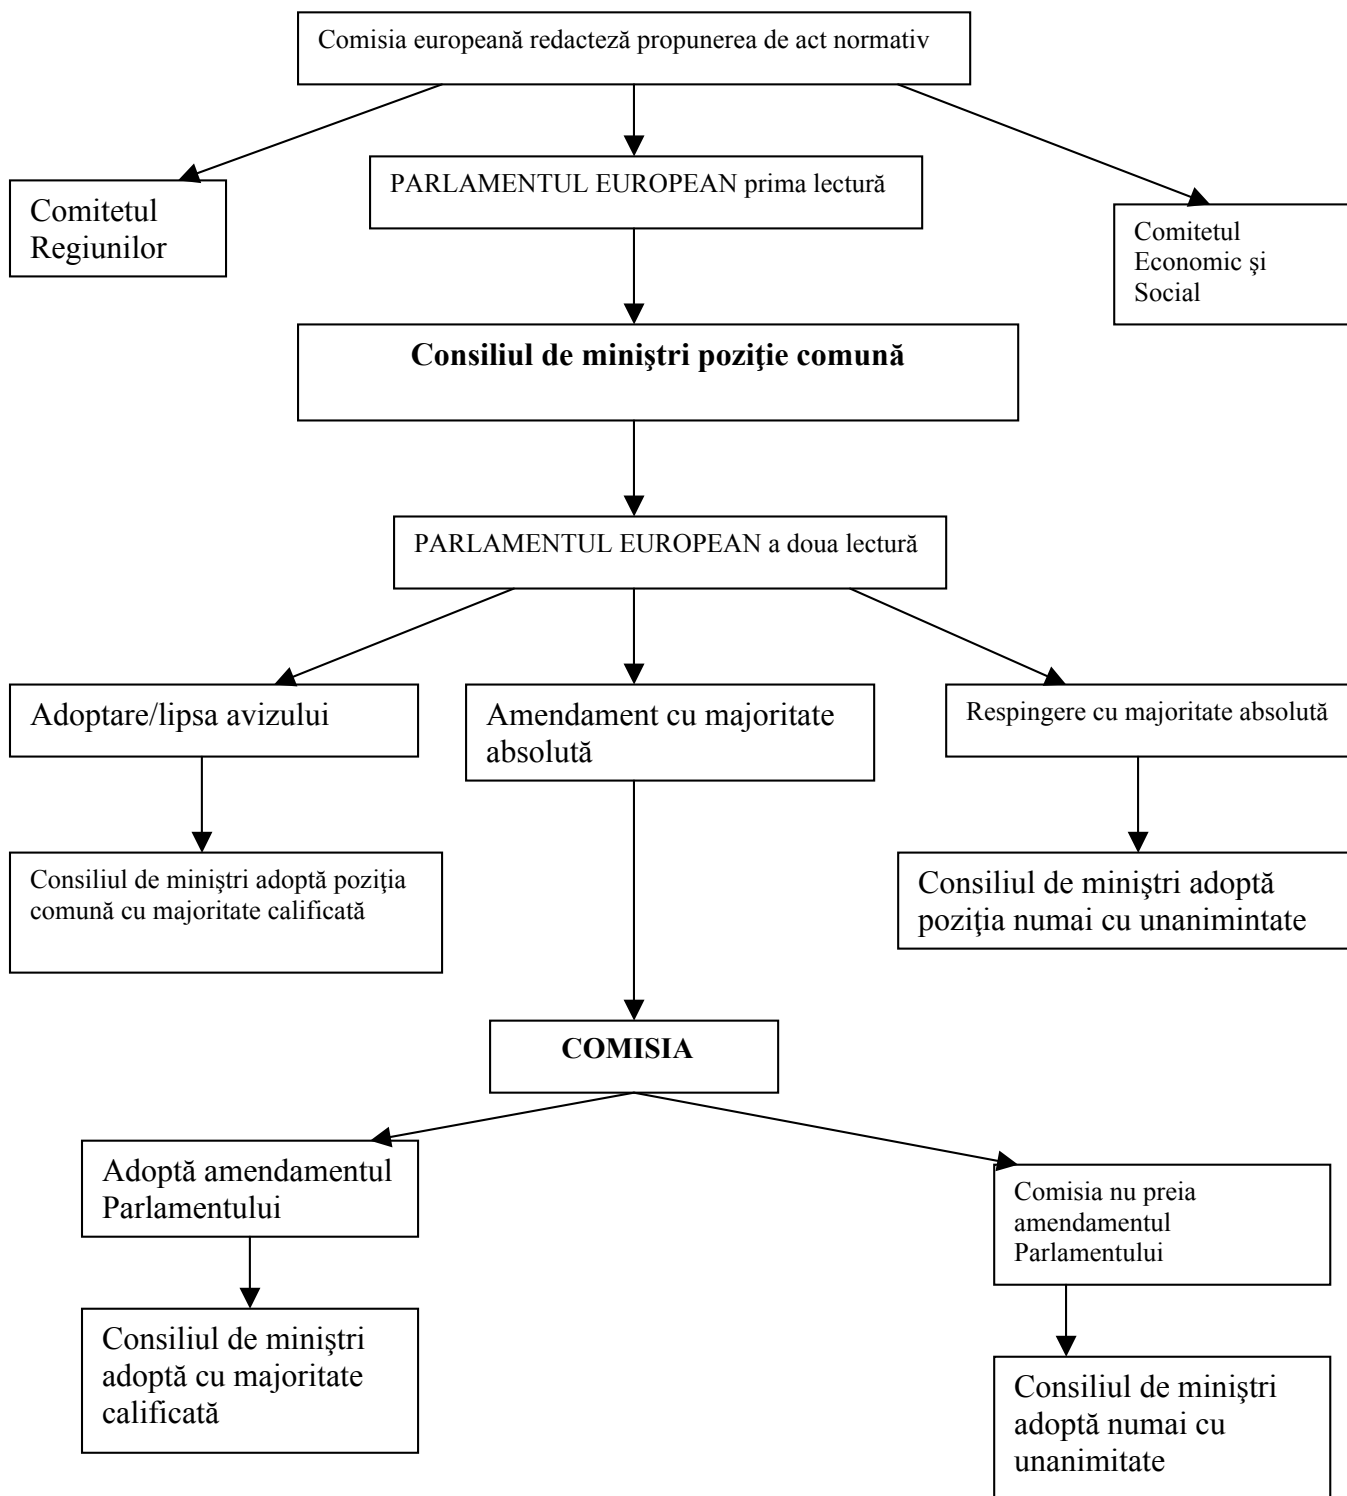 Comisia europeană redacteză propunerea de act normativ
PARLAMENTUL EUROPEAN prima lectură
Comitetul
Regiunilor
Comitetul
Economic şi
Social
Consiliul de miniştri poziţie comună
PARLAMENTUL EUROPEAN a doua lectură
Adoptare/lipsa avizului
Amendament cu majoritate
absolută
Respingere cu majoritate absolută
Consiliul de miniştri adoptă poziţia
comună cu majoritate calificată
Consiliul de miniştri adoptă
poziţia numai cu unanimintate
COMISIA
Adoptă amendamentul
Parlamentului
Comisia nu preia
amendamentul
Parlamentului
Consiliul de miniştri
adoptă cu majoritate
calificată
Consiliul de miniştri
adoptă numai cu
unanimitate